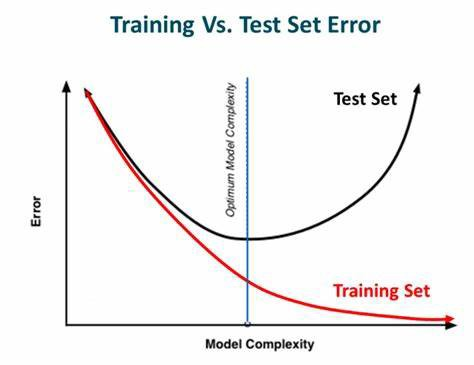 Training Vs. Test Set Error
Optimum Model Complexity
Test Set
Error
Training Set
Model Complexity